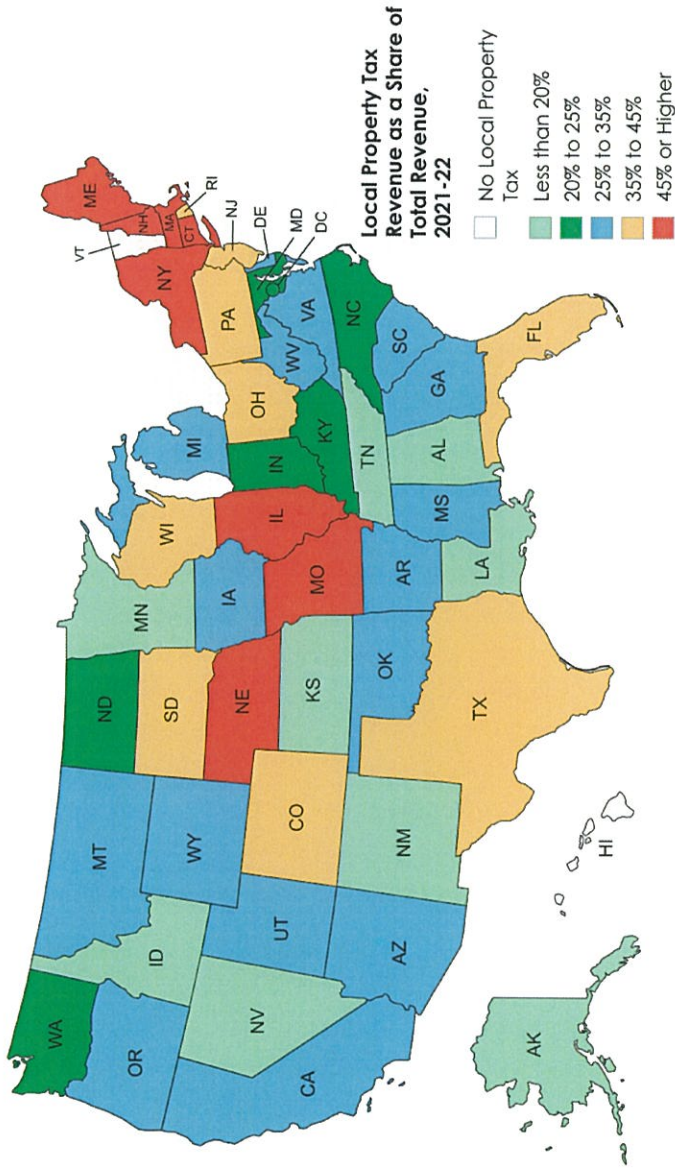 Local Property Tax
Revenue as a Share of
Total Revenue,
2021-22
No Local Property
Tax
Less than 20%
20% to 25%
25% to 35%
35% to 45%
45% or Higher
WA
OR
CA
NV
ID
MT
WY
UT
AZ
CO
NM
ND
SD
NE
KS
OK
TX
MN
IA
MO
AR
LA
WI
IL
MI
IN
OH
KY
TN
MS
AL
GA
FL
SC
NC
VA
WV
PA
NY
VT
NH
ME
MA
CT
RI
NJ
DE
MD
DC
AK
HI